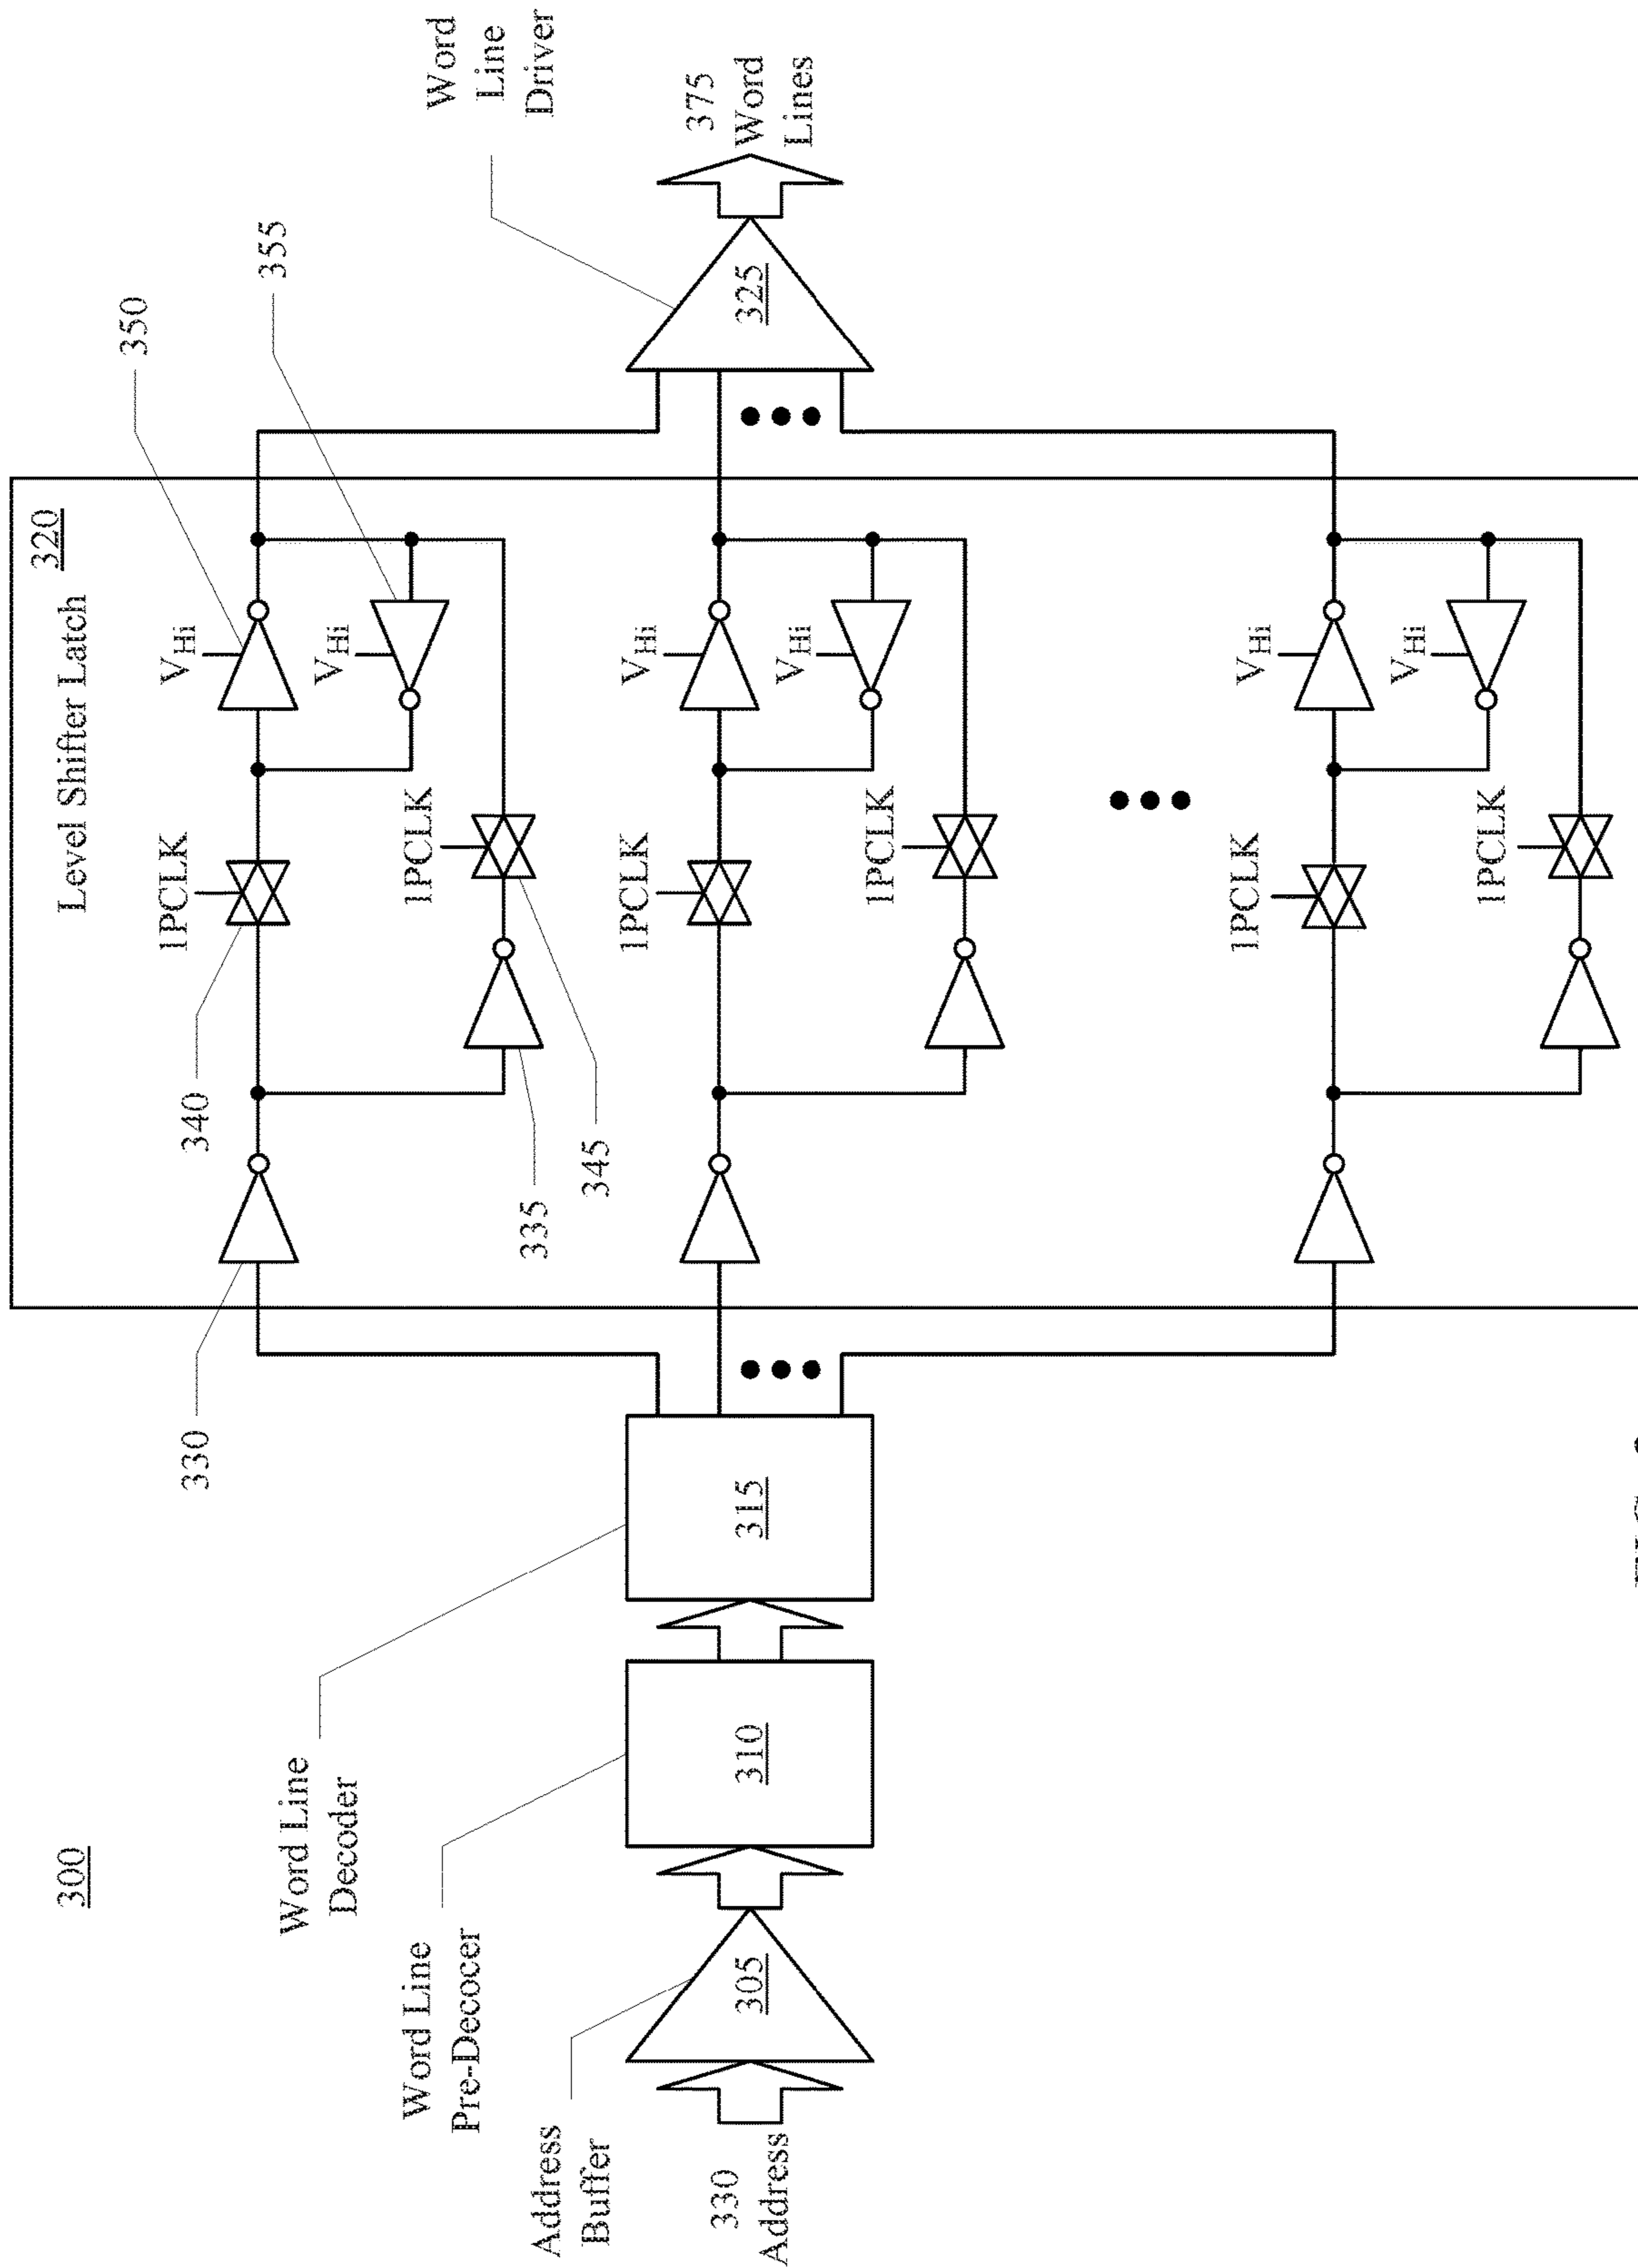 300
Address
Buffer
330
Address
305
Word Line
Pre-Decocer
310
Word Line
Decoder
315
330
320
Level Shifter Latch
340
1PCLK
V_Hi
350
V_Hi
355
1PCLK
335
345
1PCLK
V_Hi
V_Hi
1PCLK
1PCLK
V_Hi
V_Hi
1PCLK
Word
Line
Driver
325
375
Word
Lines